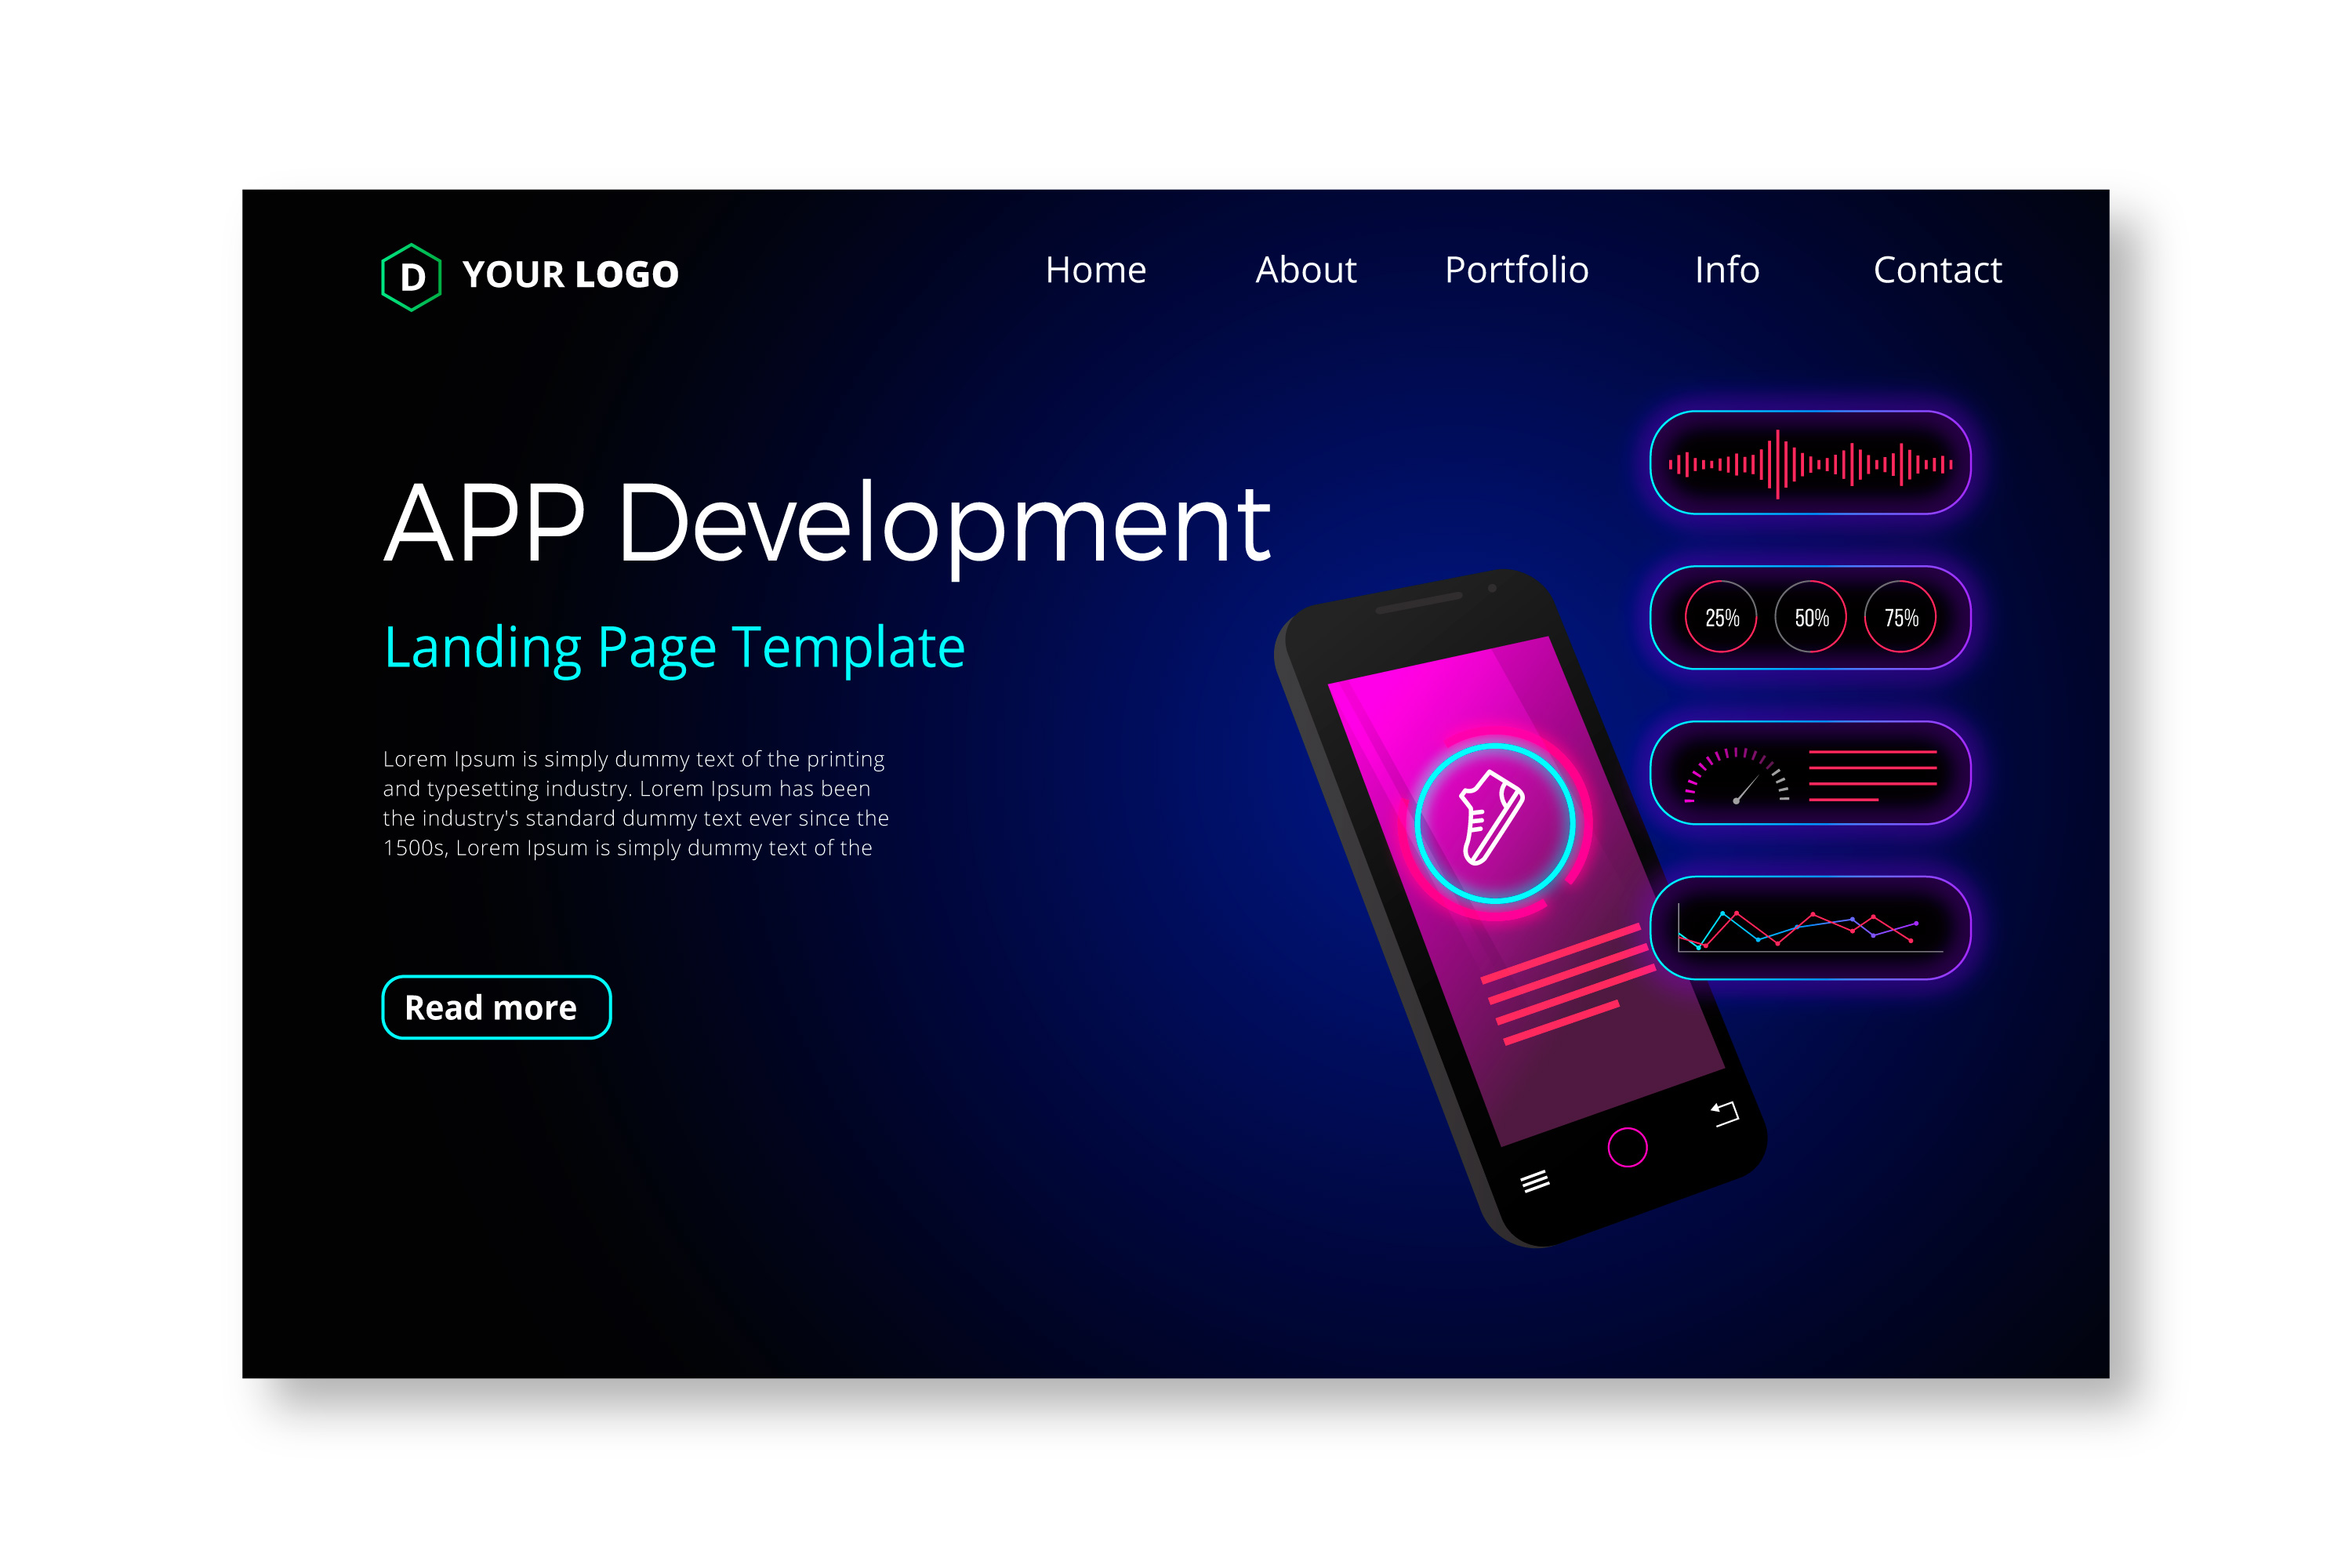 D YOUR LOGO
Home About Portfolio Info Contact
APP Development
Landing Page Template
Lorem Ipsum is simply dummy text of the printing
and typesetting industry. Lorem Ipsum has been
the industry's standard dummy text ever since the
1500s, Lorem Ipsum is simply dummy text of the
Read more
25% 50% 75%